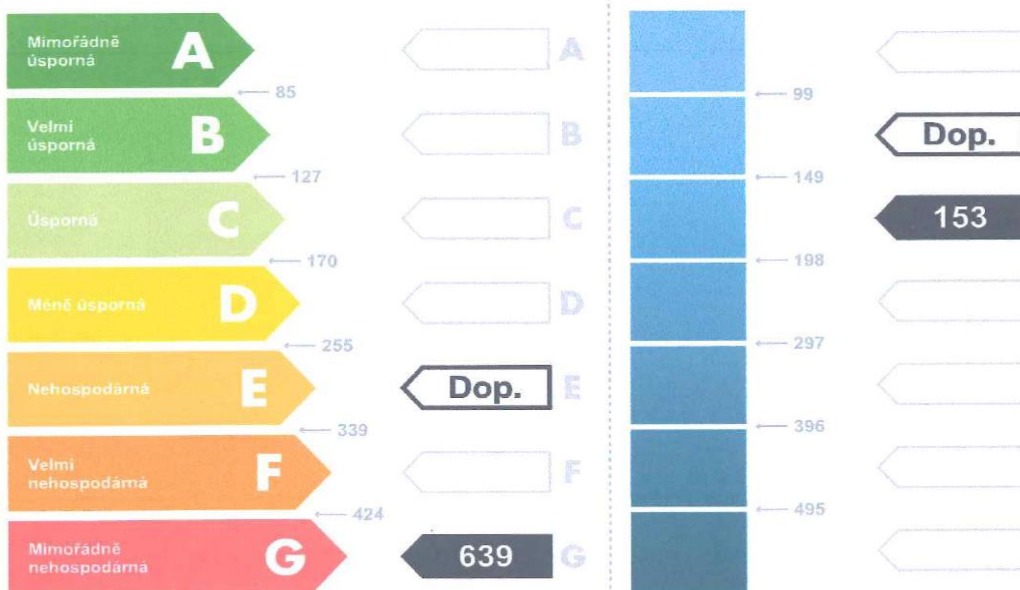 Mimořádně
úsporná
A
A
85
99
Velmi
úsporná
B
B
Dop.
127
149
Úsporná
C
C
153
170
198
Méně úsporná
D
D
255
297
Nehospodárná
E
Dop.
E
339
396
Velmi
nehospodárná
F
F
424
495
Mimořádně
nehospodárná
G
639
G